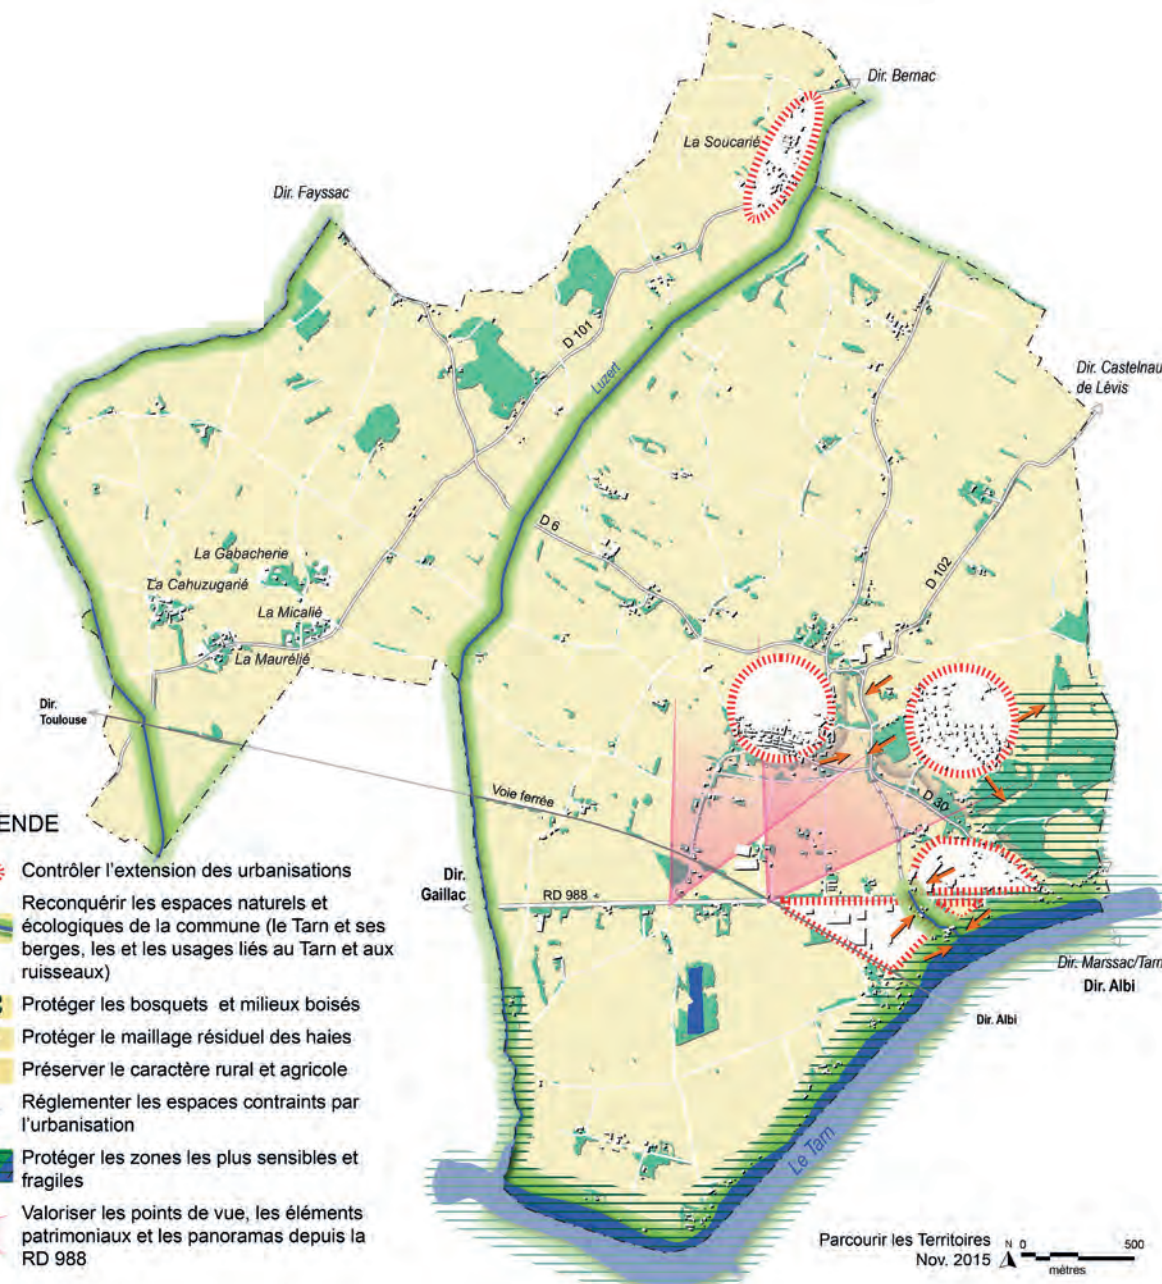 Dir. Bernac
La Soucarié
Dir. Fayssac
D 101
Luzert
Dir. Castelnau
de Lévis
D 6
D 102
La Gabacherie
La Cahuzugarié
La Micalié
La Maurélié
Dir.
Toulouse
Voie ferrée
D 30
Dir.
Gaillac
RD 988
ENDE
Contrôler l'extension des urbanisations
Reconquérir les espaces naturels et
écologiques de la commune (le Tarn et ses
berges, les et les usages liés au Tarn et aux
ruisseaux)
Protéger les bosquets et milieux boisés
Protéger le maillage résiduel des haies
Préserver le caractère rural et agricole
Réglementer les espaces contraints par
l'urbanisation
Protéger les zones les plus sensibles et
fragiles
Valoriser les points de vue, les éléments
patrimoniaux et les panoramas depuis la
RD 988
Dir. Marssac/Tarn
Dir. Albi
Dir. Albi
Le Tarn
Parcourir les Territoires
Nov. 2015
N 0 500
mètres